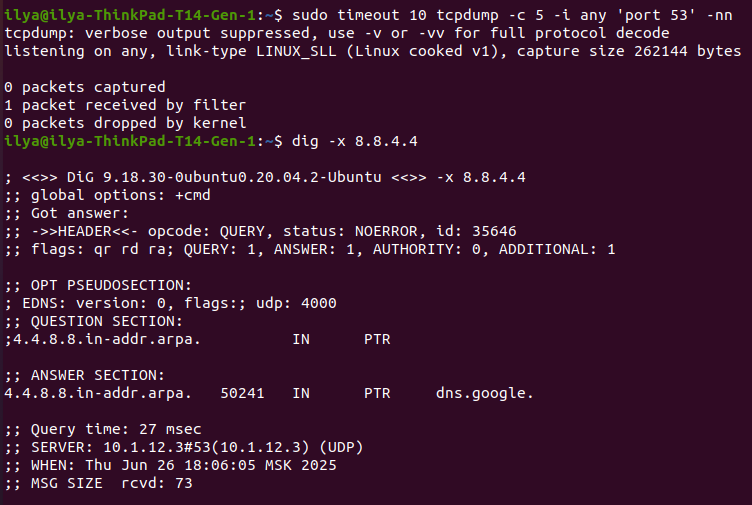 ilya@ilya-ThinkPad-T14-Gen-1:~$ sudo timeout 10 tcpdump -c 5 -i any 'port 53' -nn
tcpdump: verbose output suppressed, use -v or -vv for full protocol decode
listening on any, link-type LINUX_SLL (Linux cooked v1), capture size 262144 bytes

0 packets captured
1 packet received by filter
0 packets dropped by kernel
ilya@ilya-ThinkPad-T14-Gen-1:~$ dig -x 8.8.4.4

; <<>> DiG 9.18.30-0ubuntu0.20.04.2-Ubuntu <<>> -x 8.8.4.4
;; global options: +cmd
;; Got answer:
;; ->>HEADER<<- opcode: QUERY, status: NOERROR, id: 35646
;; flags: qr rd ra; QUERY: 1, ANSWER: 1, AUTHORITY: 0, ADDITIONAL: 1

;; OPT PSEUDOSECTION:
; EDNS: version: 0, flags:; udp: 4000
;; QUESTION SECTION:
;4.4.8.8.in-addr.arpa.		IN	PTR

;; ANSWER SECTION:
4.4.8.8.in-addr.arpa.	50241	IN	PTR	dns.google.

;; Query time: 27 msec
;; SERVER: 10.1.12.3#53(10.1.12.3) (UDP)
;; WHEN: Thu Jun 26 18:06:05 MSK 2025
;; MSG SIZE  rcvd: 73